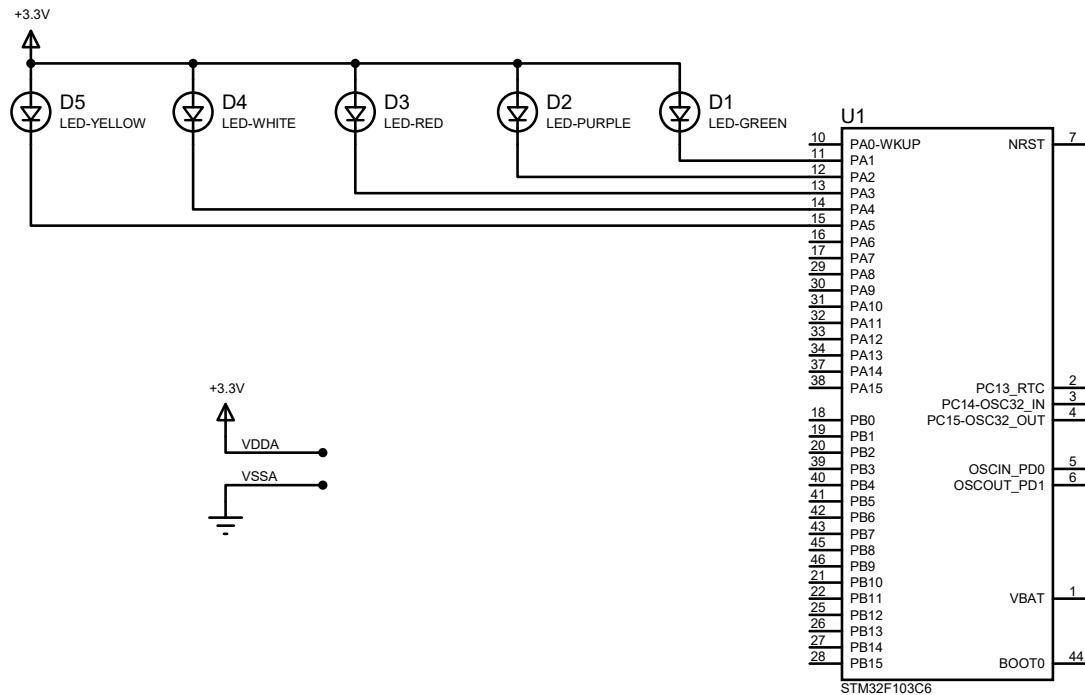 +3.3V
D5
LED-YELLOW
D4
LED-WHITE
D3
LED-RED
D2
LED-PURPLE
D1
LED-GREEN
U1
10 PA0-WKUP NRST 7
11 PA1
12 PA2
13 PA3
14 PA4
15 PA5
16 PA6
17 PA7
29 PA8
30 PA9
31 PA10
32 PA11
33 PA12
34 PA13
37 PA14
38 PA15 PC13_RTC 2
PC14-OSC32_IN 3
18 PB0 PC15-OSC32_OUT 4
19 PB1
20 PB2
39 PB3 OSCIN_PD0 5
40 PB4 OSCOUT_PD1 6
41 PB5
42 PB6
43 PB7
45 PB8
46 PB9
21 PB10
22 PB11 VBAT 1
25 PB12
26 PB13
27 PB14
28 PB15 BOOT0 44
STM32F103C6
+3.3V
VDDA
VSSA